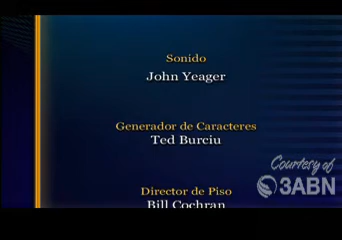 Sonido
John Yeager
Generador de Caracteres
Ted Burciu
Director de Piso
Bill Cochran
Courtesy of
3ABN